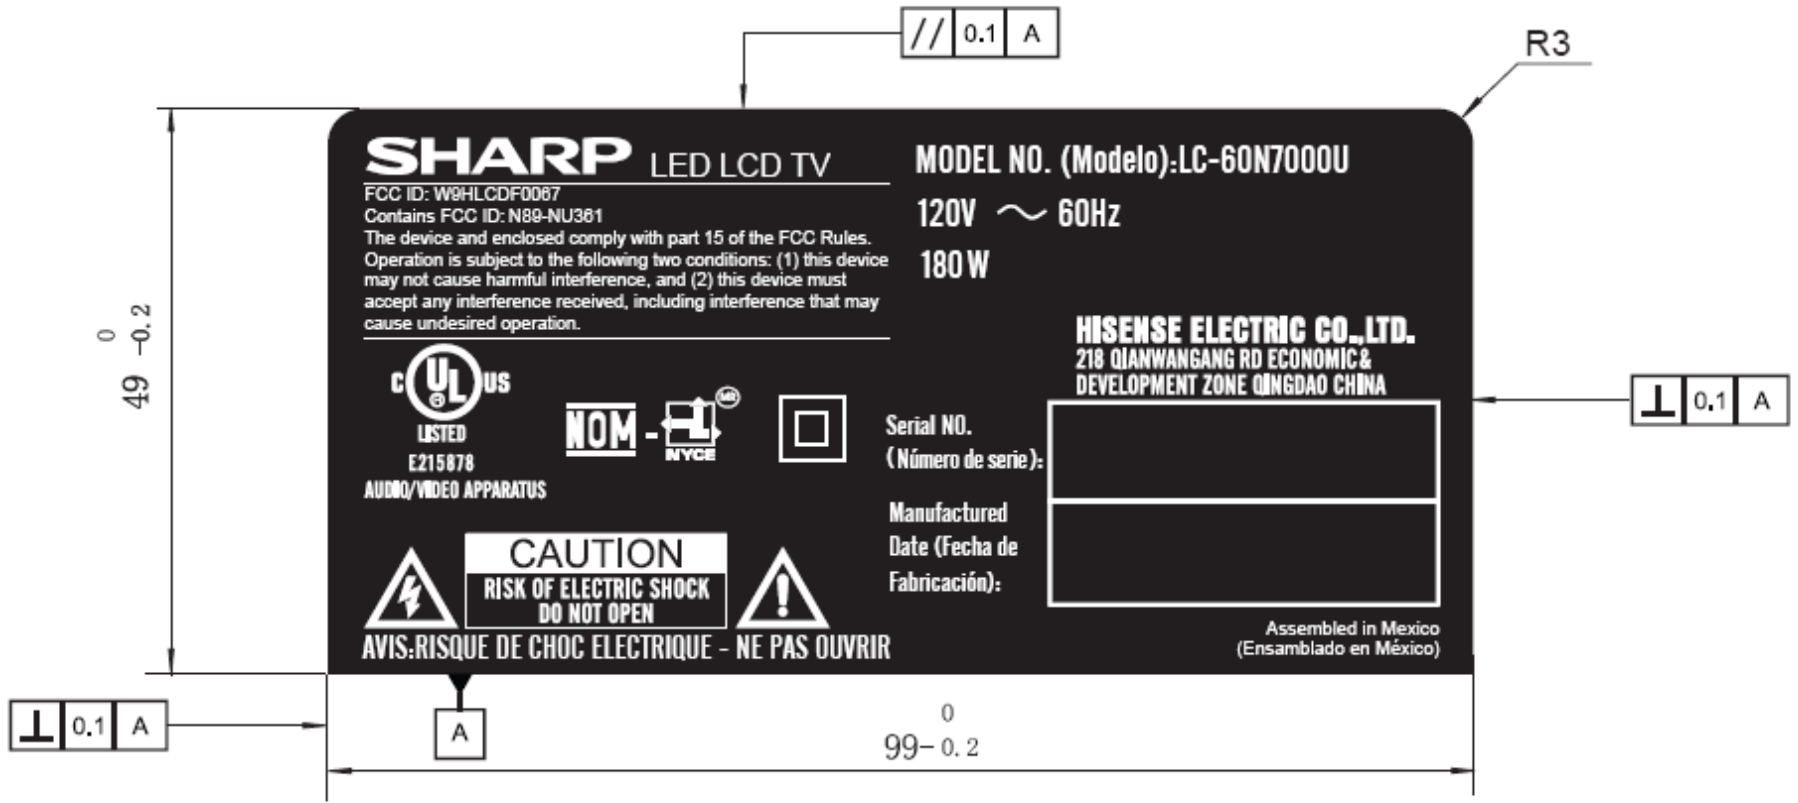 // 0.1 A
R3
SHARP LED LCD TV
FCC ID: W9HLCDF0067
Contains FCC ID: N89-NU361
The device and enclosed comply with part 15 of the FCC Rules.
Operation is subject to the following two conditions: (1) this device
may not cause harmful interference, and (2) this device must
accept any interference received, including interference that may
cause undesired operation.
MODEL NO. (Modelo):LC-60N7000U
120V ～ 60Hz
180W
HISENSE ELECTRIC CO.,LTD.
218 QIANWANGANG RD ECONOMIC&
DEVELOPMENT ZONE QINGDAO CHINA
C UL US
®
LISTED
E215878
AUDIO/VIDEO APPARATUS
NOM-
MR
NYCE
Serial NO.
(Número de serie):
Manufactured
Date (Fecha de
Fabricación):
CAUTION
RISK OF ELECTRIC SHOCK
DO NOT OPEN
AVIS:RISQUE DE CHOC ELECTRIQUE - NE PAS OUVRIR
Assembled in Mexico
(Ensamblado en México)
0
49 -0.2
⊥ 0.1 A
⊥ 0.1 A
A
0
99-0.2